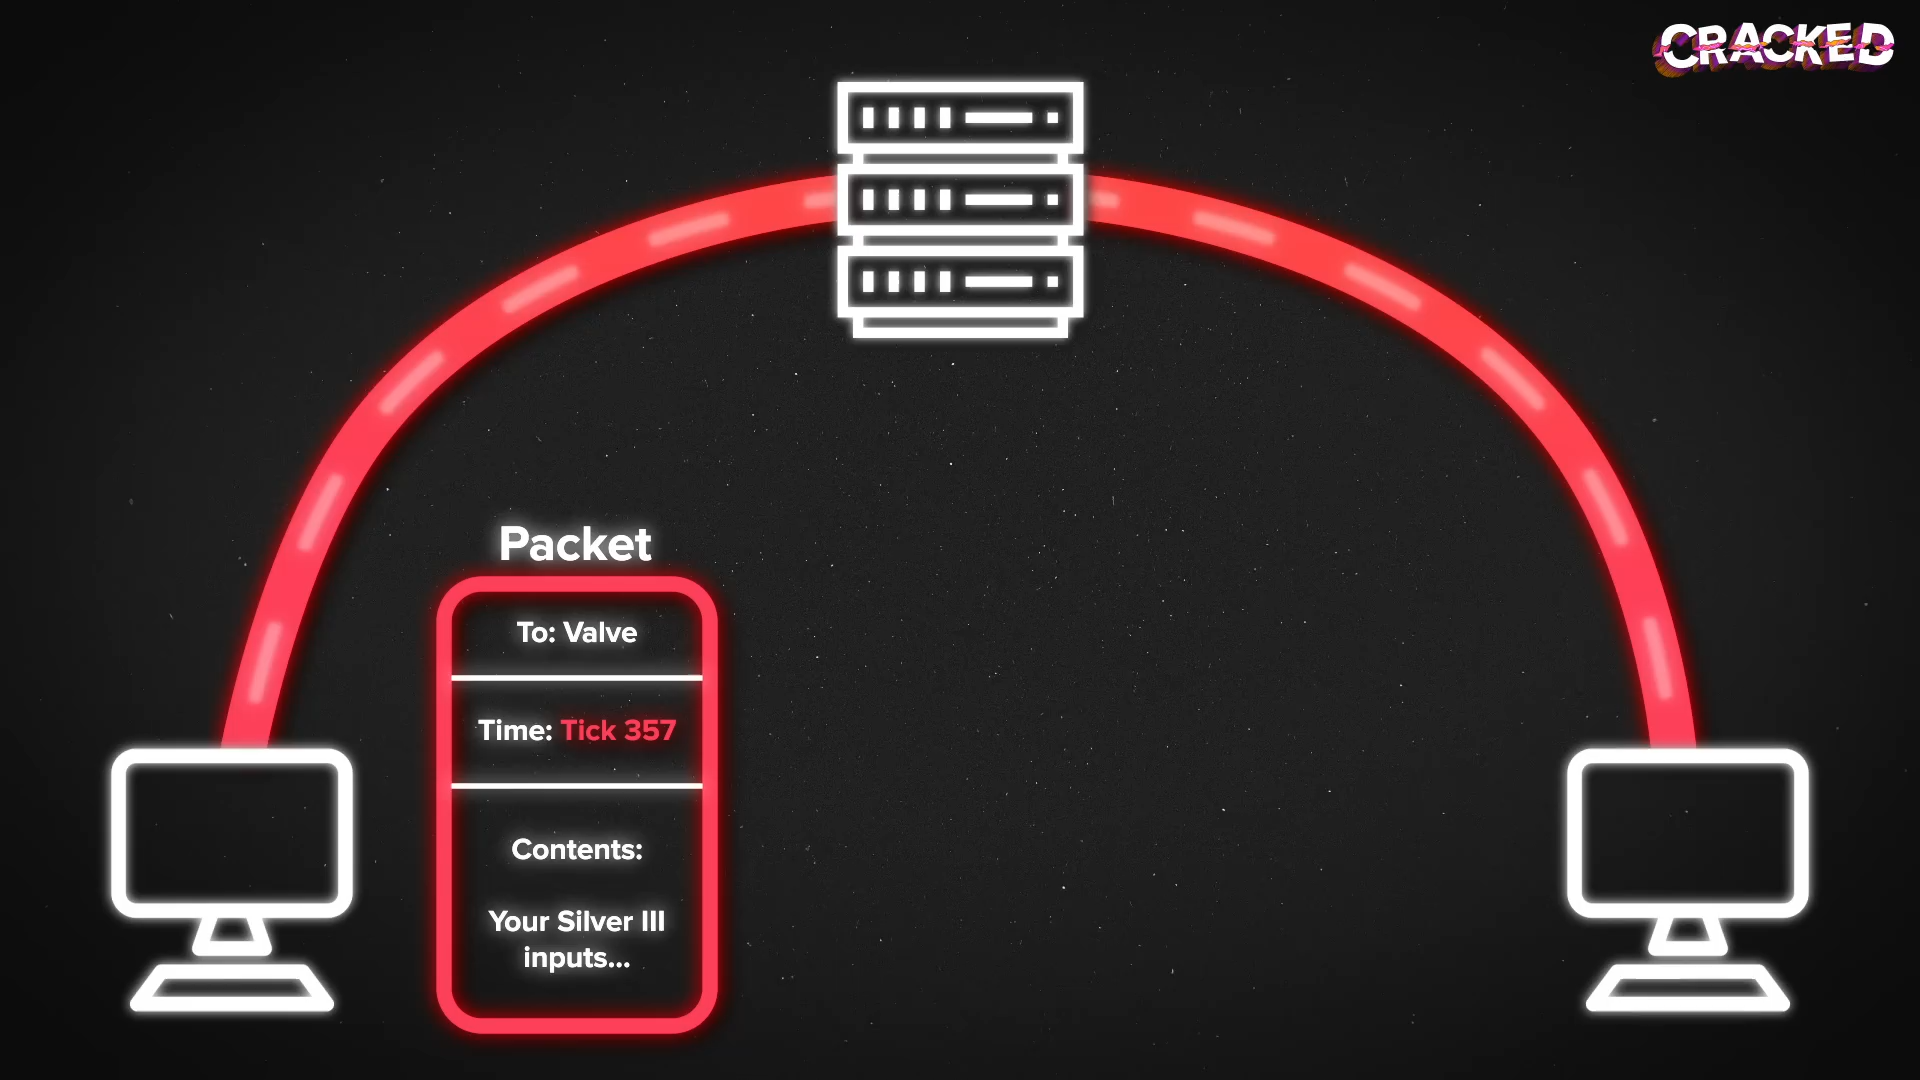 CRACKED
Packet
To: Valve
Time: Tick 357
Contents:
Your Silver III
inputs...